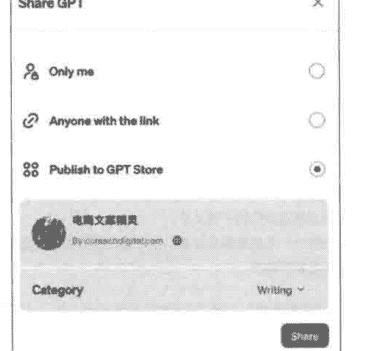 Share GPT
Only me
Anyone with the link
Publish to GPT Store
电商文案精灵
Category
Writing
Share